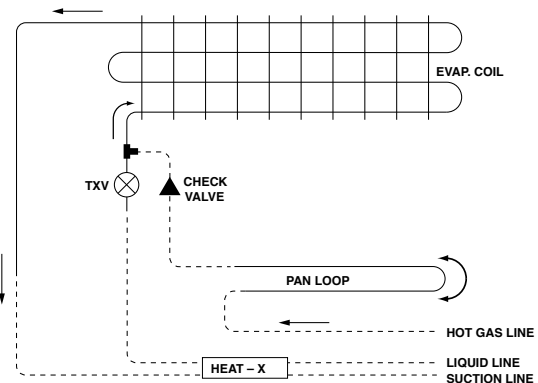 EVAP. COIL
TXV
CHECK
VALVE
PAN LOOP
HOT GAS LINE
HEAT – X
LIQUID LINE
SUCTION LINE